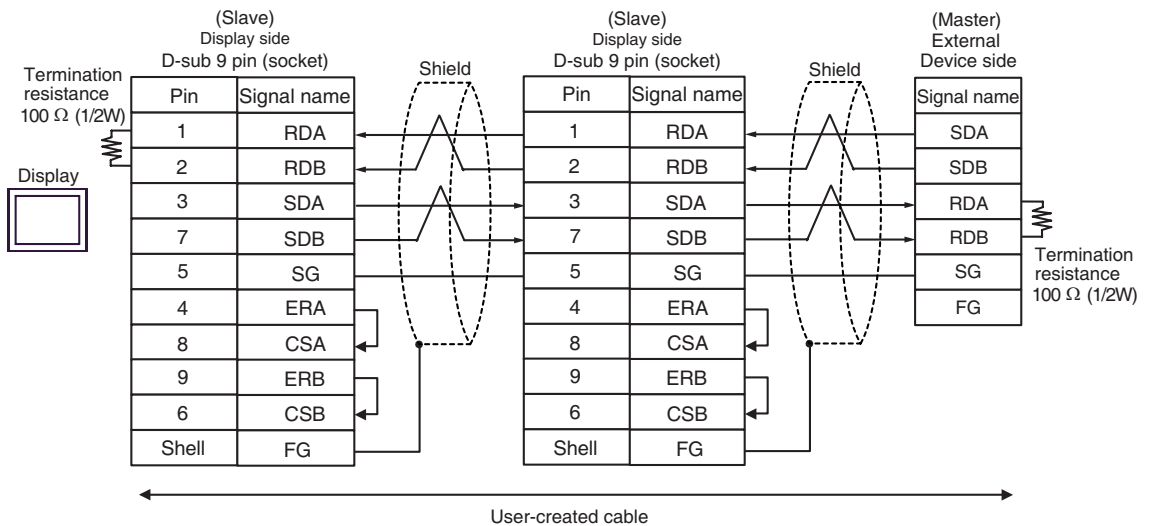 (Slave)
Display side
D-sub 9 pin (socket)
(Slave)
Display side
D-sub 9 pin (socket)
(Master)
External
Device side
Termination
resistance
100 Ω (1/2W)
Shield
Shield
Display
Pin Signal name
1 RDA
2 RDB
3 SDA
7 SDB
5 SG
4 ERA
8 CSA
9 ERB
6 CSB
Shell FG
Pin Signal name
1 RDA
2 RDB
3 SDA
7 SDB
5 SG
4 ERA
8 CSA
9 ERB
6 CSB
Shell FG
Signal name
SDA
SDB
RDA
RDB
SG
FG
Termination
resistance
100 Ω (1/2W)
User-created cable